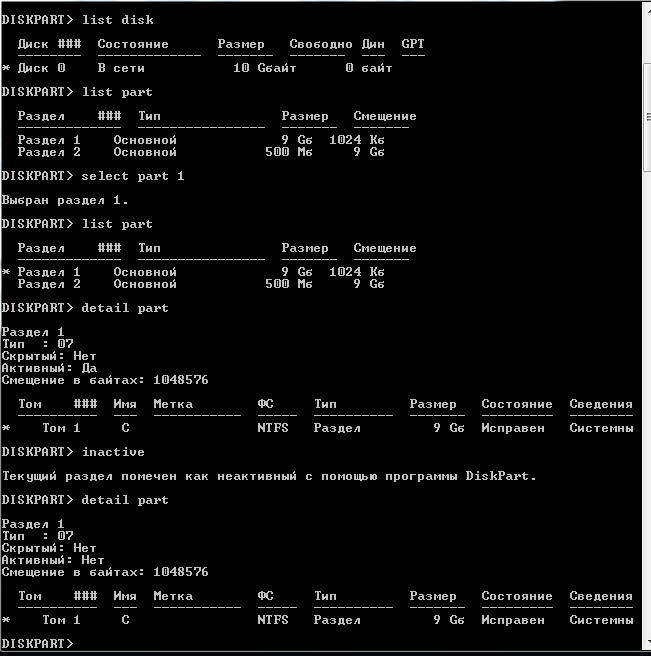 DISKPART> list disk
Диск ### Состояние Размер Свободно Дин GPT
-------- ------------- ------- ------- --- ---
* Диск 0 В сети 10 Gбайт 0 байт
DISKPART> list part
Раздел ### Тип Размер Смещение
------------- ---------------- ------- -------
Раздел 1 Основной 9 Gб 1024 Kб
Раздел 2 Основной 500 Mб 9 Gб
DISKPART> select part 1
Выбран раздел 1.
DISKPART> list part
Раздел ### Тип Размер Смещение
------------- ---------------- ------- -------
* Раздел 1 Основной 9 Gб 1024 Kб
Раздел 2 Основной 500 Mб 9 Gб
DISKPART> detail part
Раздел 1
Тип : 07
Скрытый: Нет
Активный: Да
Смещение в байтах: 1048576
Том ### Имя Метка ФС Тип Размер Состояние Сведения
---------- --- ----------- ----- ---------- ------- --------- --------
* Том 1 C NTFS Раздел 9 Gб Исправен Системны
DISKPART> inactive
Текущий раздел помечен как неактивный с помощью программы DiskPart.
DISKPART> detail part
Раздел 1
Тип : 07
Скрытый: Нет
Активный: Нет
Смещение в байтах: 1048576
Том ### Имя Метка ФС Тип Размер Состояние Сведения
---------- --- ----------- ----- ---------- ------- --------- --------
* Том 1 C NTFS Раздел 9 Gб Исправен Системны
DISKPART>